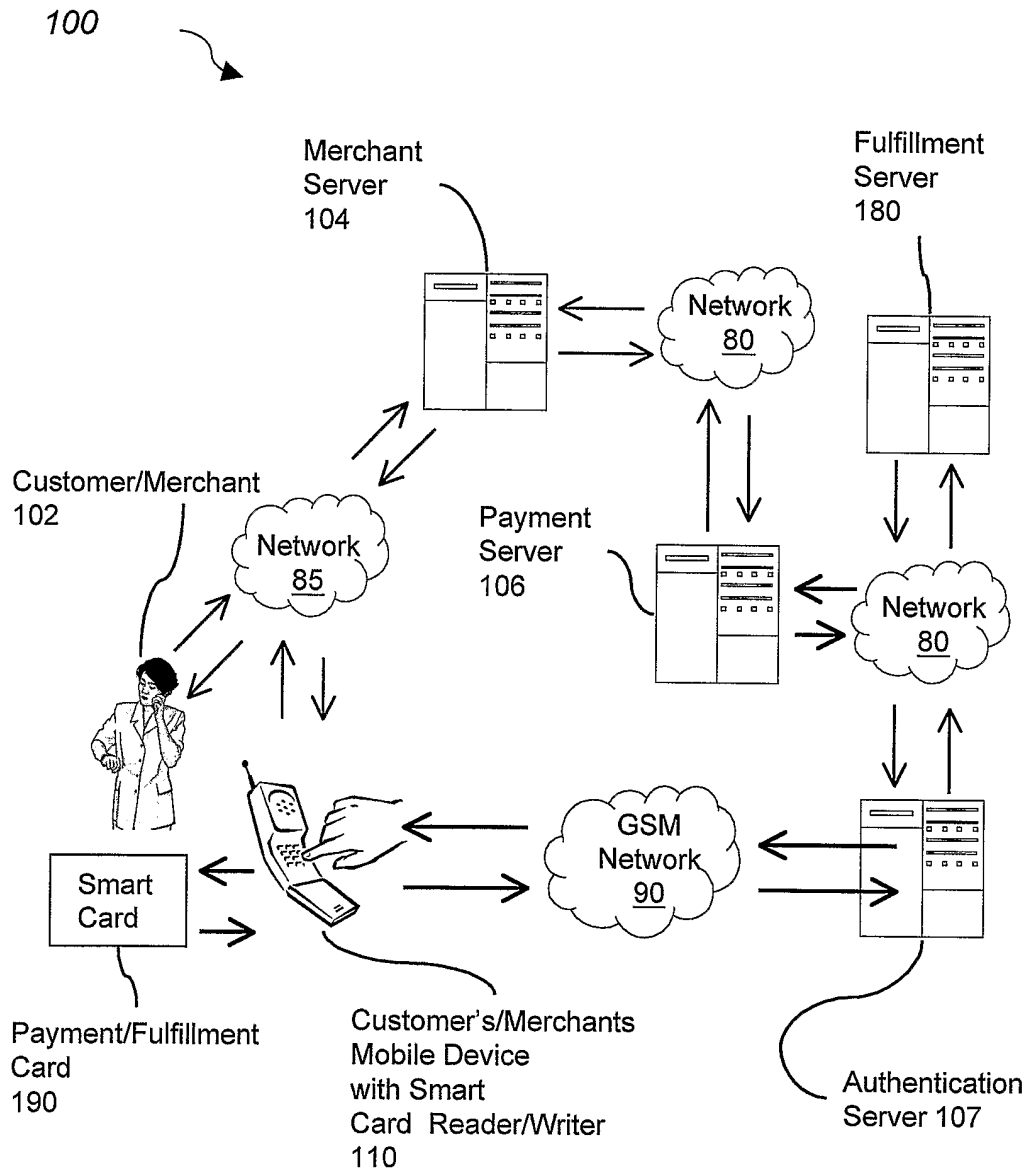 100
Merchant
Server
104
Fulfillment
Server
180
Network
80
Customer/Merchant
102
Network
85
Payment
Server
106
Network
80
GSM
Network
90
Smart
Card
Payment/Fulfillment
Card
190
Customer's/Merchants
Mobile Device
with Smart
Card Reader/Writer
110
Authentication
Server 107